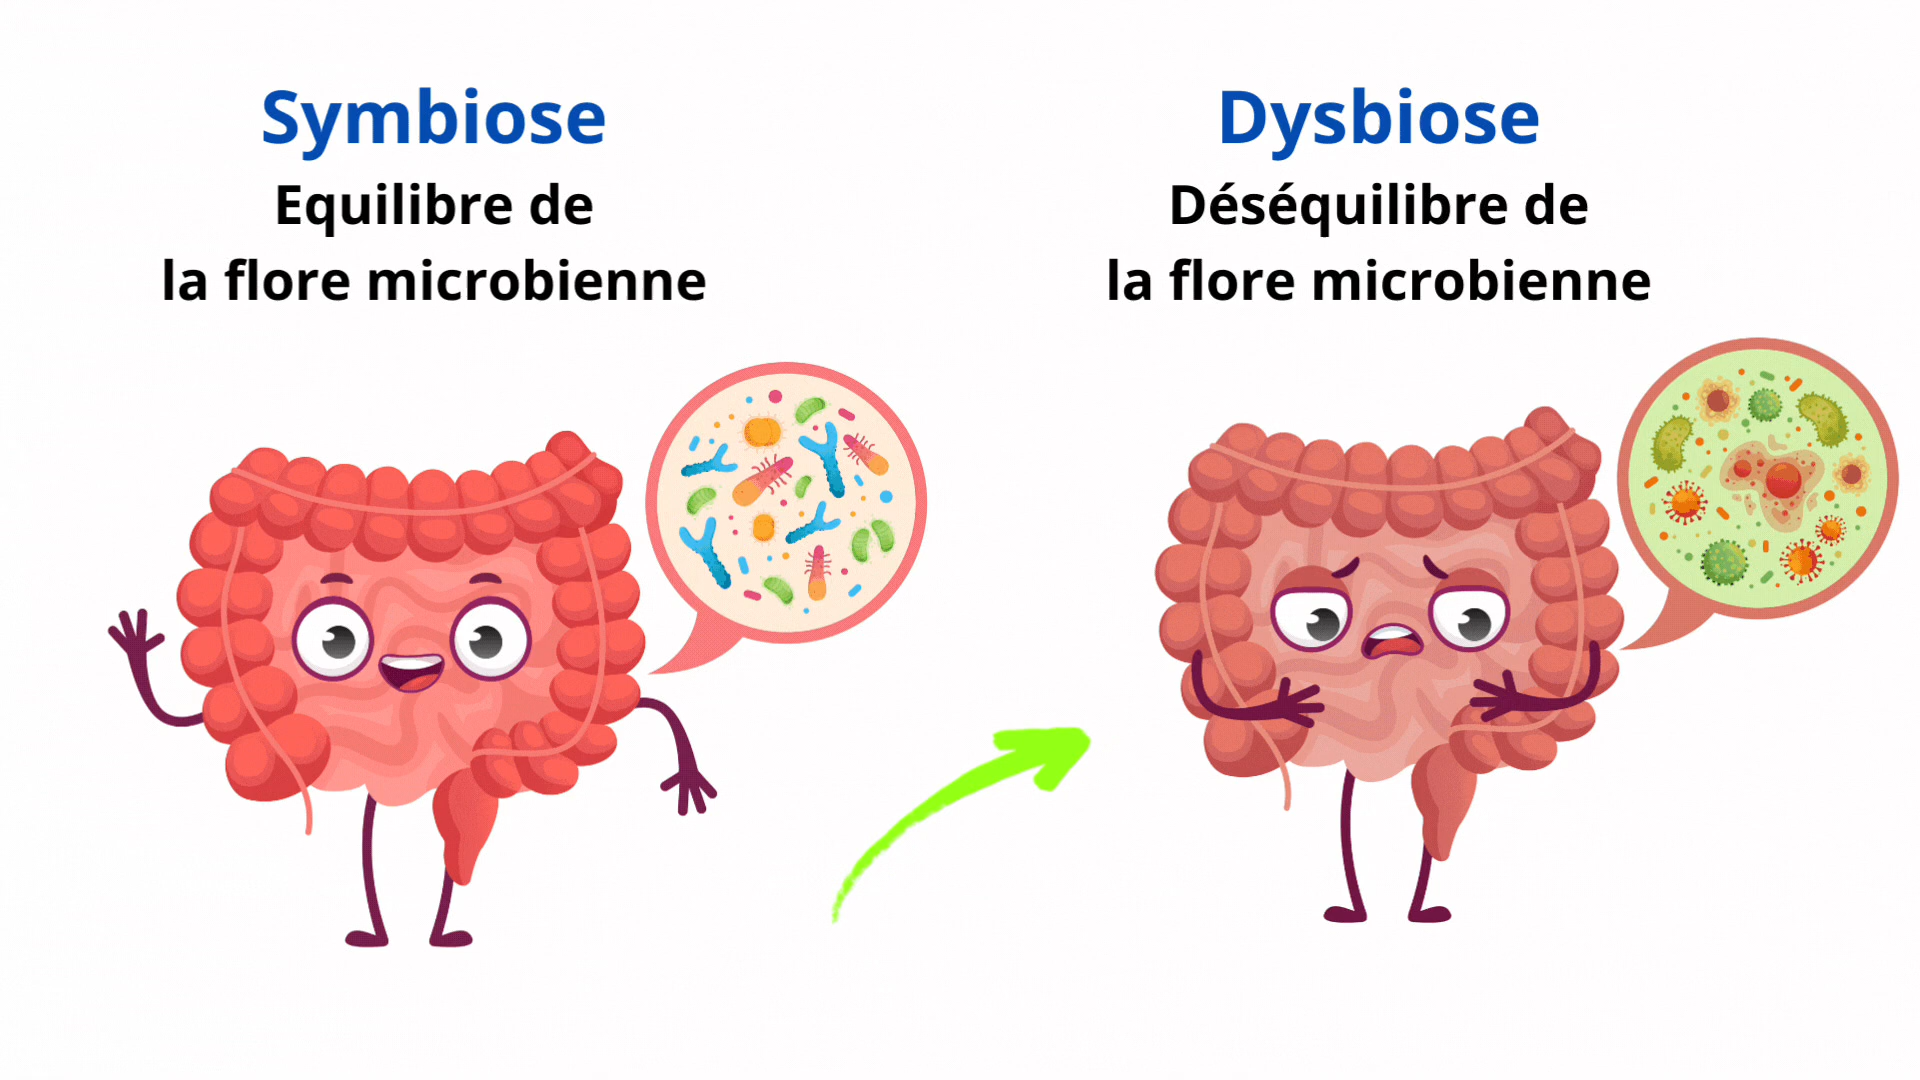 Symbiose
Equilibre de
la flore microbienne
Dysbiose
Déséquilibre de
la flore microbienne